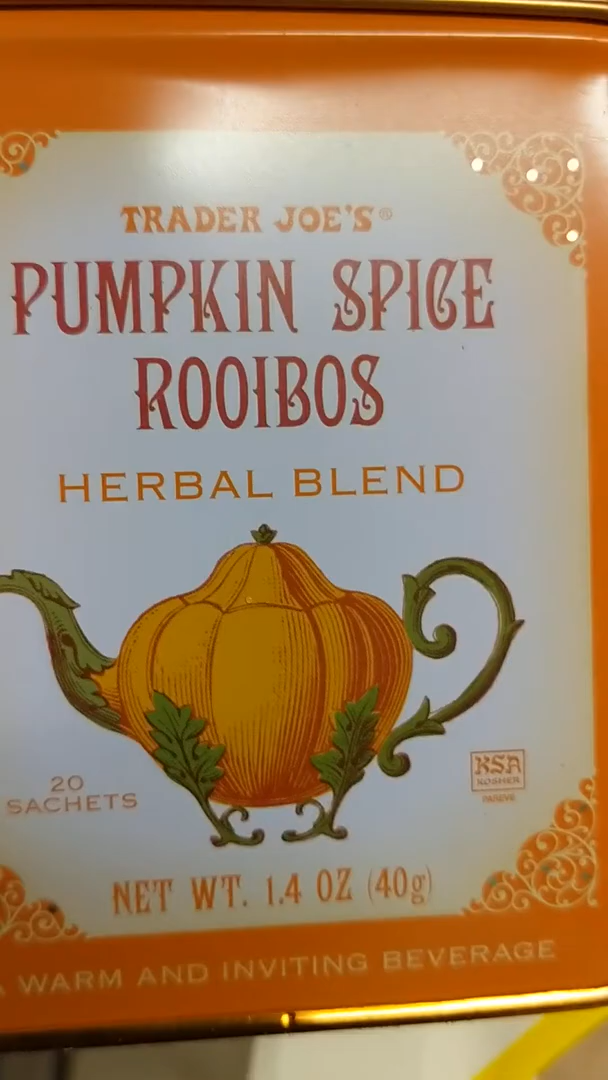 TRADER JOE'S®
PUMPKIN SPICE
ROOIBOS
HERBAL BLEND
20
SACHETS
KSA
KOSHER
PAREVE
NET WT. 1.4 OZ (40g)
A WARM AND INVITING BEVERAGE